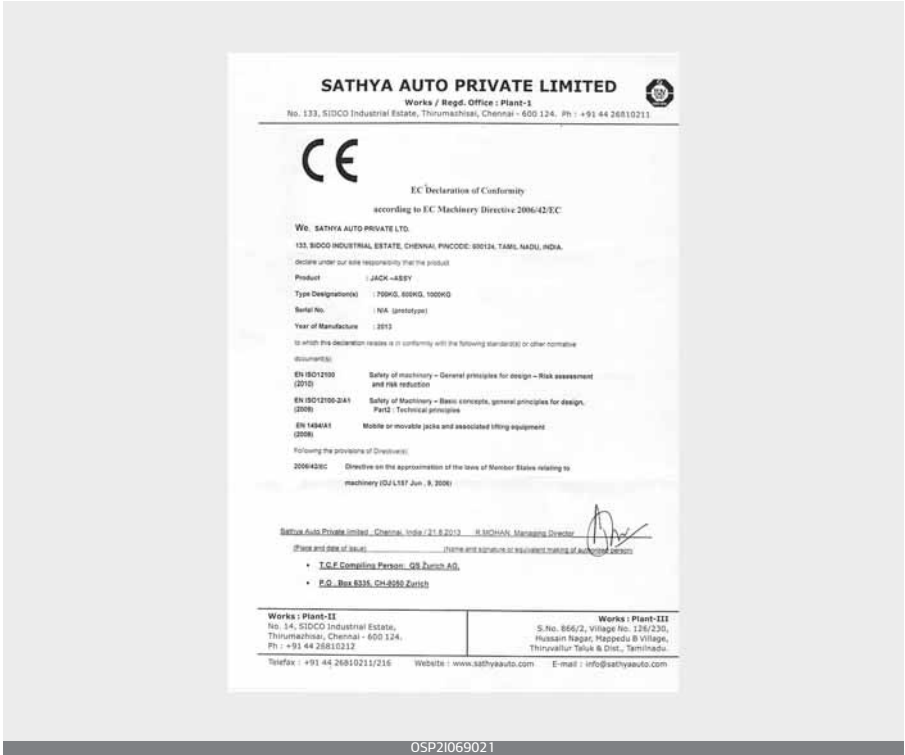 SATHYA AUTO PRIVATE LIMITED
Works / Regd. Office : Plant-1
No. 133, SIDCO Industrial Estate, Thirumazhisai, Chennai - 600 124. Ph : +91 44 26810211
CE
EC Declaration of Conformity
according to EC Machinery Directive 2006/42/EC
We, SATHYA AUTO PRIVATE LTD.
133, SIDCO INDUSTRIAL ESTATE, CHENNAI, PINCODE: 600124, TAMIL NADU, INDIA.
declare under our sole responsibility that the product
Product : JACK –ASSY
Type Designation(s) : 700KG, 800KG, 1000KG
Serial No. : N/A (prototype)
Year of Manufacture : 2013
to which this declaration relates is in conformity with the following standard(s) or other normative
document(s)
EN ISO12100 Safety of machinery – General principles for design – Risk assessment
(2010) and risk reduction
EN ISO12100-2/A1 Safety of Machinery – Basic concepts, general principles for design,
(2009) Part2 : Technical principles
EN 1494/A1 Mobile or movable jacks and associated lifting equipment
(2008)
Following the provisions of Directive(s)
2006/42/EC Directive on the approximation of the laws of Member States relating to
machinery (OJ L157 Jun , 9, 2006)
Sathya Auto Private limited , Chennai, India / 21.8.2013 R.MOHAN, Managing Director
(Place and date of issue) (Name and signature or equivalent making of authorised person)
• T.C.F Compiling Person: QS Zurich AG,
• P.O . Box 6335, CH-8050 Zurich
Works : Plant-II
No. 14, SIDCO Industrial Estate,
Thirumazhisai, Chennai - 600 124.
Ph : +91 44 26810212
Works : Plant-III
S.No. 866/2, Village No. 126/230,
Hussain Nagar, Mappedu B Village,
Thiruvallur Taluk & Dist., Tamilnadu.
Telefax : +91 44 26810211/216 Website : www.sathyaauto.com E-mail : info@sathyaauto.com
OSP2I069021